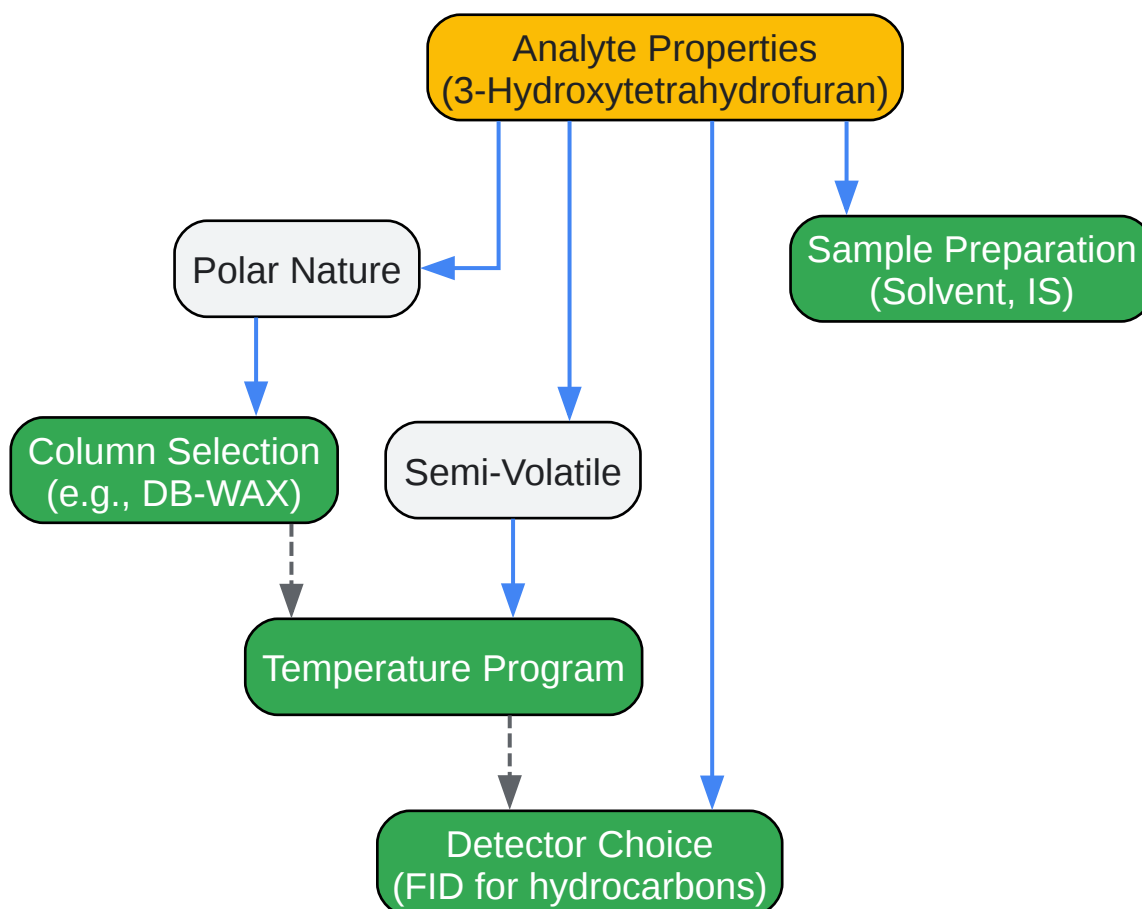 Analyte Properties
(3-Hydroxytetrahydrofuran)
Polar Nature
Sample Preparation
(Solvent, IS)
Column Selection
(e.g., DB-WAX)
Semi-Volatile
Temperature Program
Detector Choice
(FID for hydrocarbons)